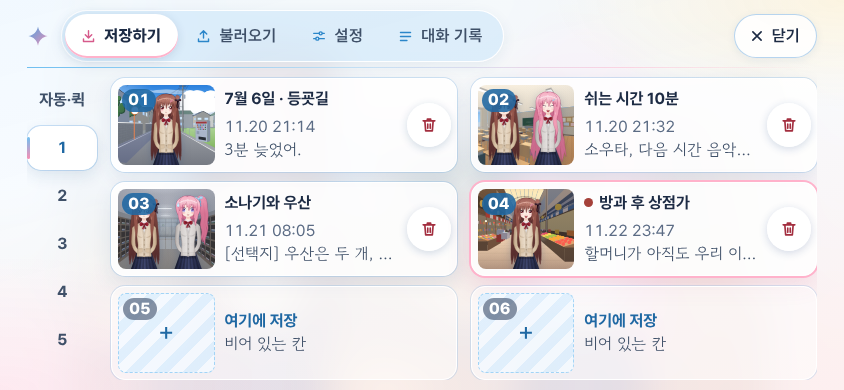 저장하기
불러오기
설정
대화 기록
닫기
자동·퀵
1
2
3
4
5
01
7월 6일 · 등굣길
11.20 21:14
3분 늦었어.
02
쉬는 시간 10분
11.20 21:32
소우타, 다음 시간 음악...
03
소나기와 우산
11.21 08:05
[선택지] 우산은 두 개, ...
04
방과 후 상점가
11.22 23:47
할머니가 아직도 우리 이...
05
여기에 저장
비어 있는 칸
06
여기에 저장
비어 있는 칸